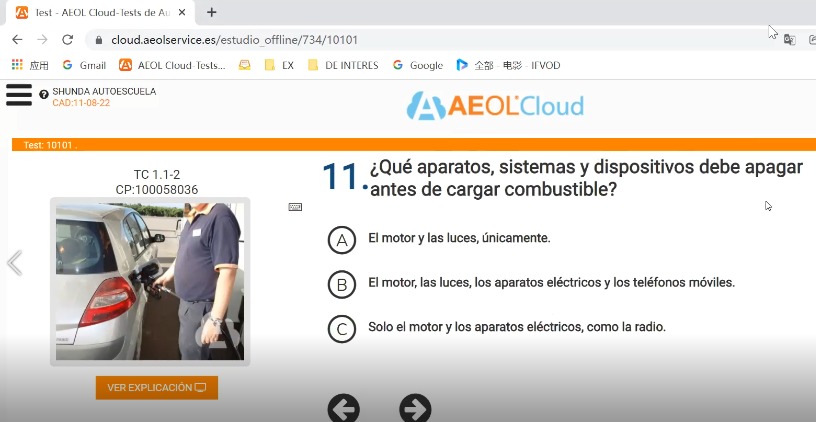 Test - AEOL Cloud-Tests de Au
cloud.aeolservice.es/estudio_offline/734/10101
应用 Gmail AEOL Cloud-Tests... EX DE INTERES Google 全部 - 电影 - IFVOD
SHUNDA AUTOESCUELA
CAD:11-08-22
AEOL Cloud
Test: 10101 .
TC 1.1-2
CP:100058036
VER EXPLICACIÓN
11. ¿Qué aparatos, sistemas y dispositivos debe apagar
antes de cargar combustible?
A El motor y las luces, únicamente.
B El motor, las luces, los aparatos eléctricos y los teléfonos móviles.
C Solo el motor y los aparatos eléctricos, como la radio.